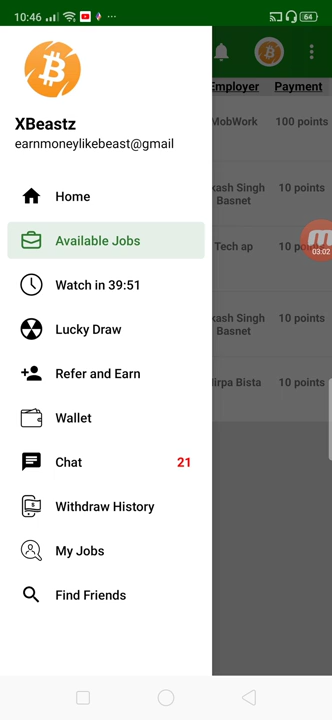 10:46
64
XBeastz
earnmoneylikebeast@gmail
Home
Available Jobs
Watch in 39:51
Lucky Draw
Refer and Earn
Wallet
Chat 21
Withdraw History
My Jobs
Find Friends
Employer Payment
MobWork 100 points
kash Singh 10 points
Basnet
Tech ap 10 po
03:02
kash Singh 10 points
Basnet
Nirpa Bista 10 points